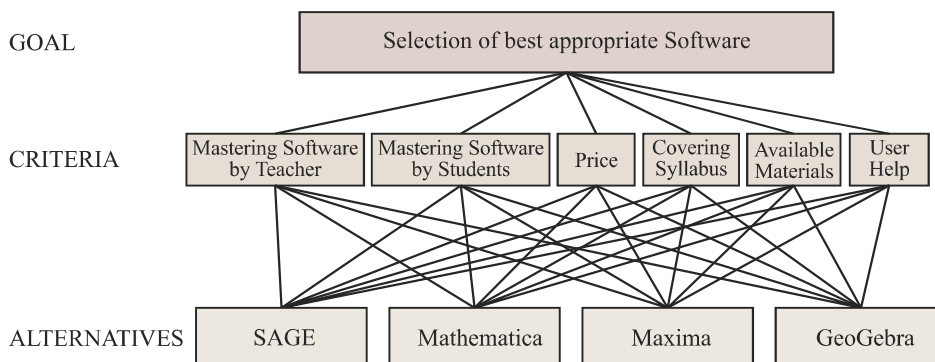 GOAL
Selection of best appropriate Software
CRITERIA
Mastering Software
by Teacher
Mastering Software
by Students
Price
Covering
Syllabus
Available
Materials
User
Help
ALTERNATIVES
SAGE
Mathematica
Maxima
GeoGebra